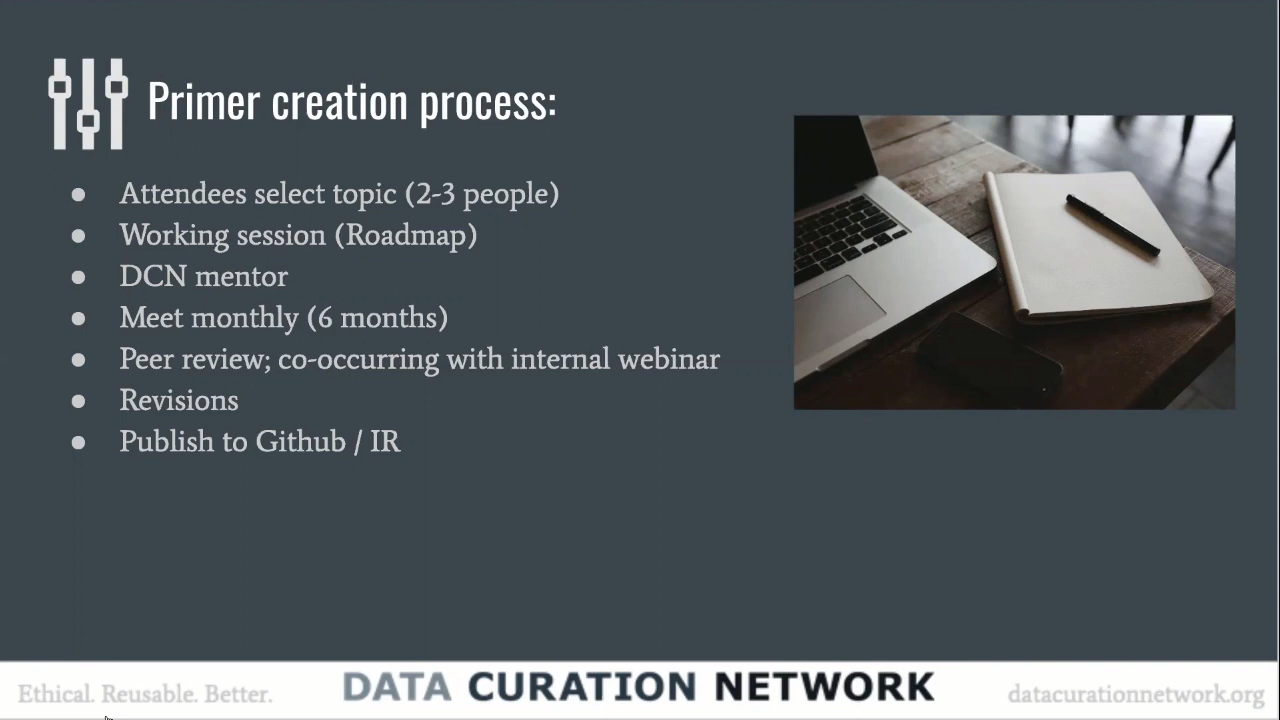 Primer creation process:
● Attendees select topic (2-3 people)
● Working session (Roadmap)
● DCN mentor
● Meet monthly (6 months)
● Peer review; co-occurring with internal webinar
● Revisions
● Publish to Github / IR
Ethical. Reusable. Better.
DATA CURATION NETWORK
datacurationnetwork.org